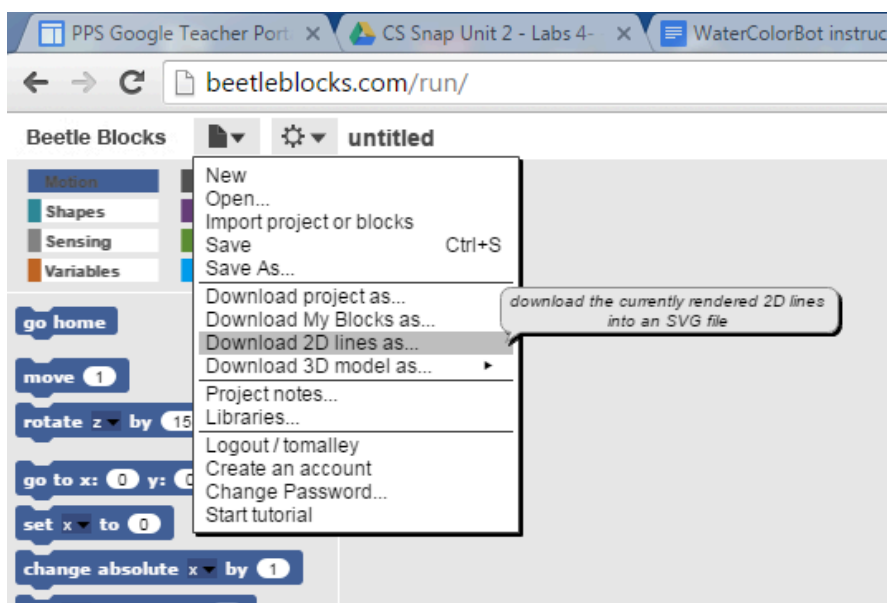 PPS Google Teacher Port
CS Snap Unit 2 - Labs 4-
WaterColorBot instruc
beetleblocks.com/run/
Beetle Blocks
untitled
Motion
Shapes
Sensing
Variables
New
Open...
Import project or blocks
Save Ctrl+S
Save As...
Download project as...
Download My Blocks as...
Download 2D lines as...
Download 3D model as...
Project notes...
Libraries...
Logout / tomalley
Create an account
Change Password...
Start tutorial
download the currently rendered 2D lines
into an SVG file
go home
move 1
rotate z by 15
go to x: 0 y: 0
set x to 0
change absolute x by 1